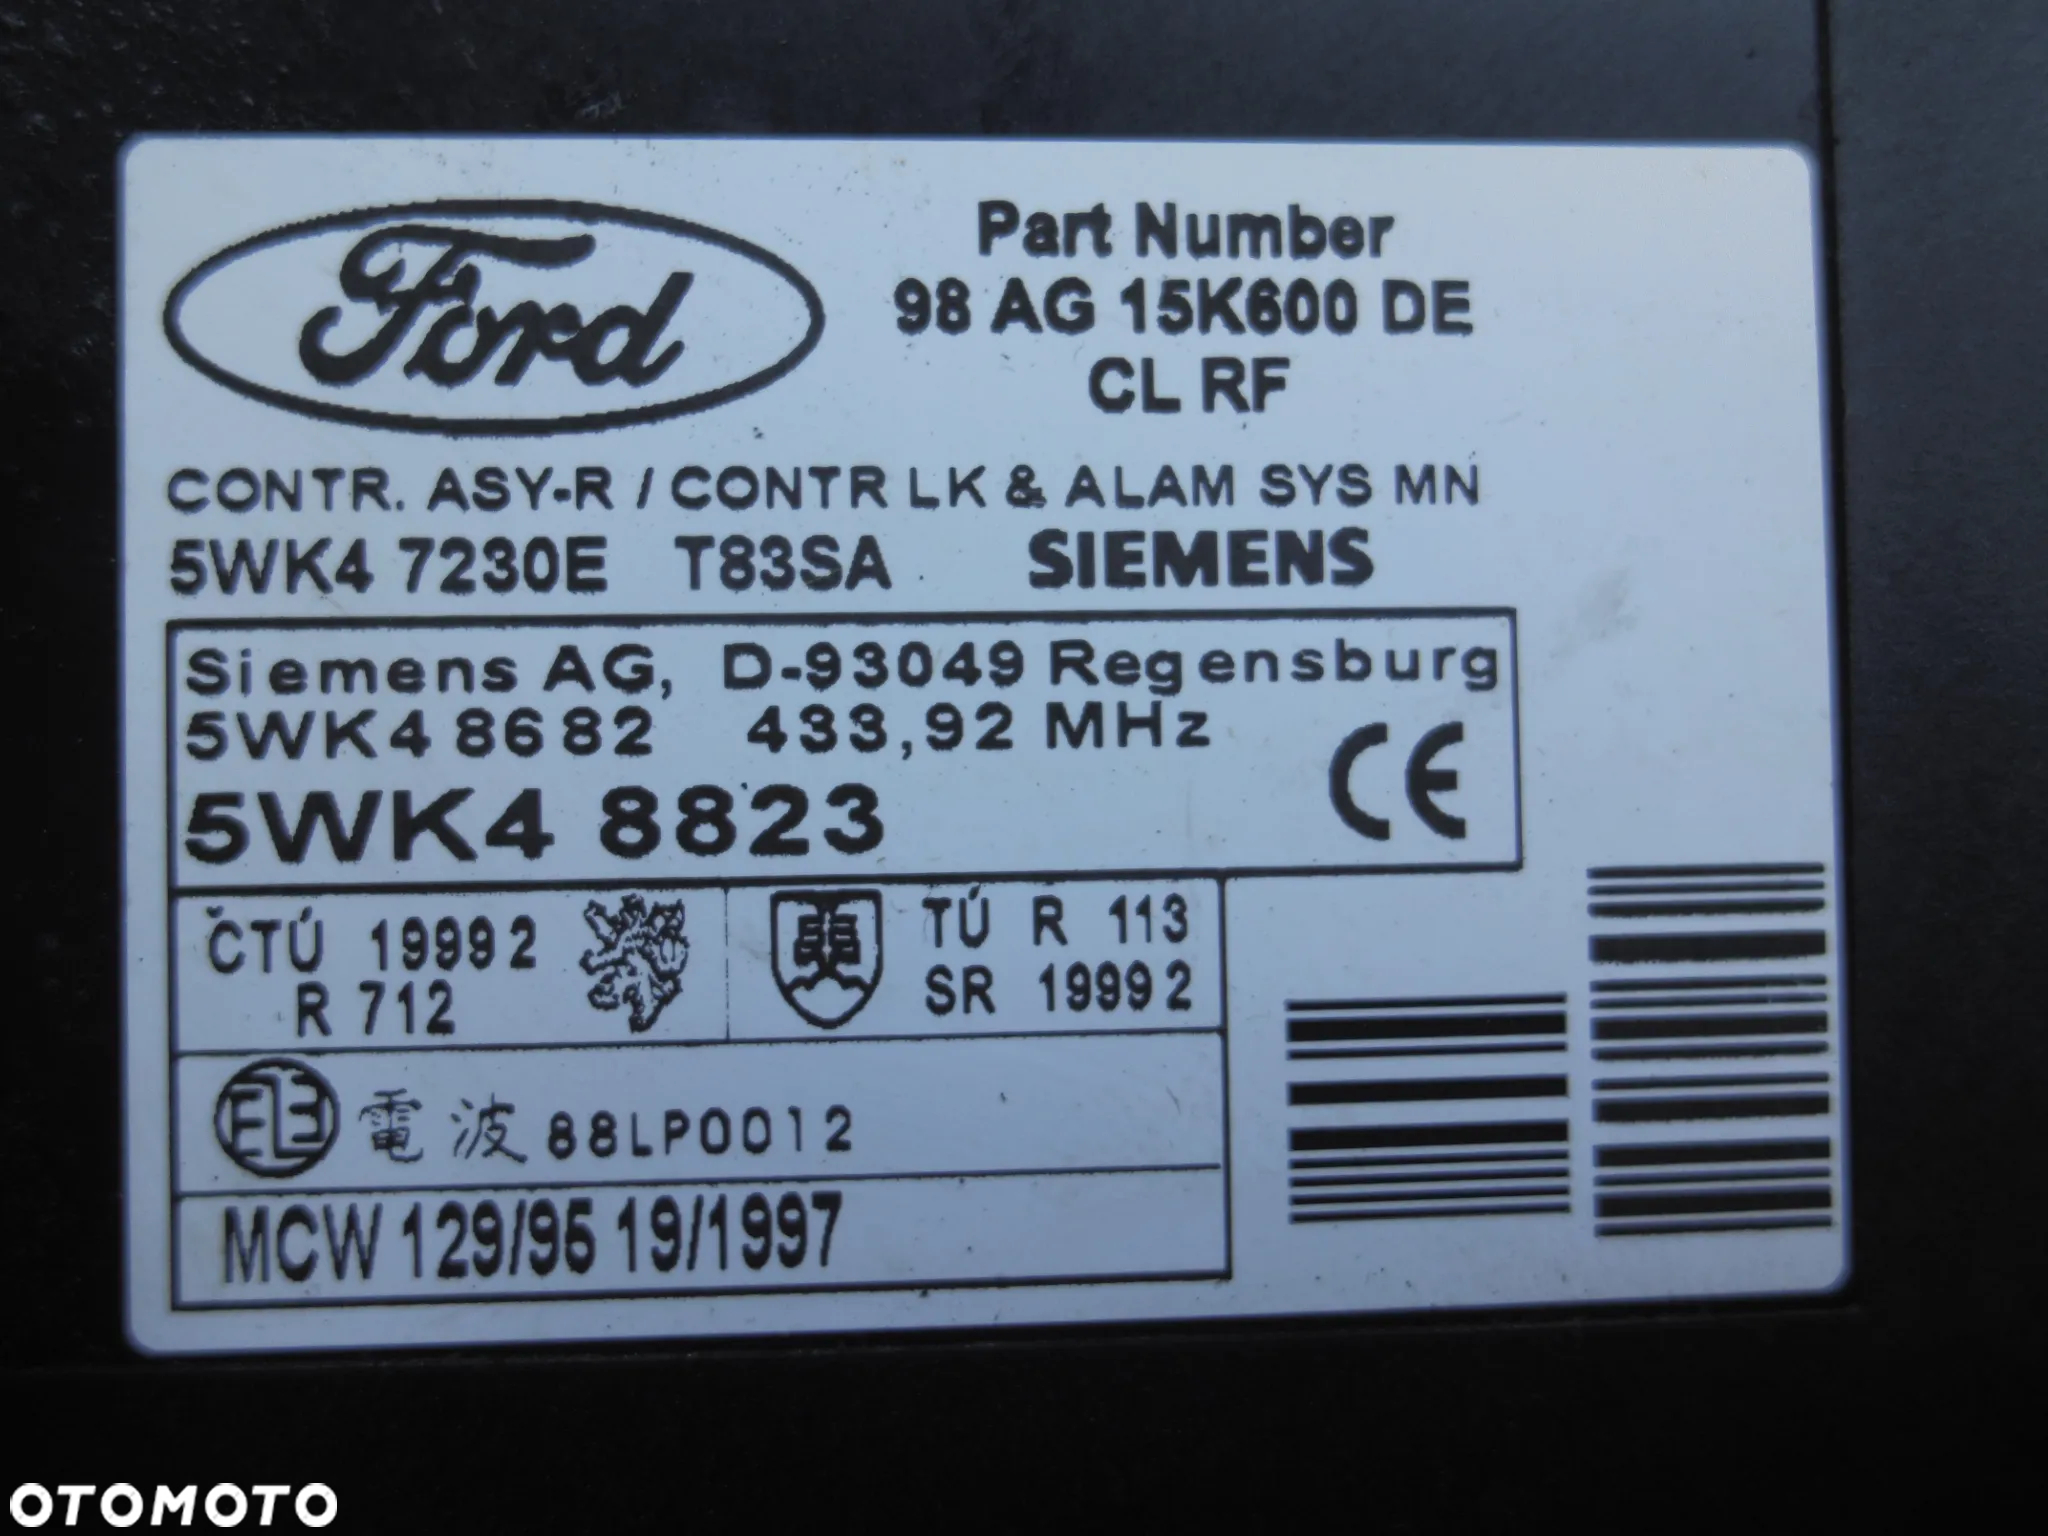 Ford
Part Number
98 AG 15K600 DE
CL RF
CONTR. ASY-R / CONTR LK & ALAM SYS MN
5WK4 7230E T83SA SIEMENS
Siemens AG, D-93049 Regensburg
5WK4 8682 433,92 MHz
5WK4 8823
CE
ČTÚ 19992
R 712
TÚ R 113
SR 19992
電波 88LP0012
MCW 129/95 19/1997
OTOMOTO